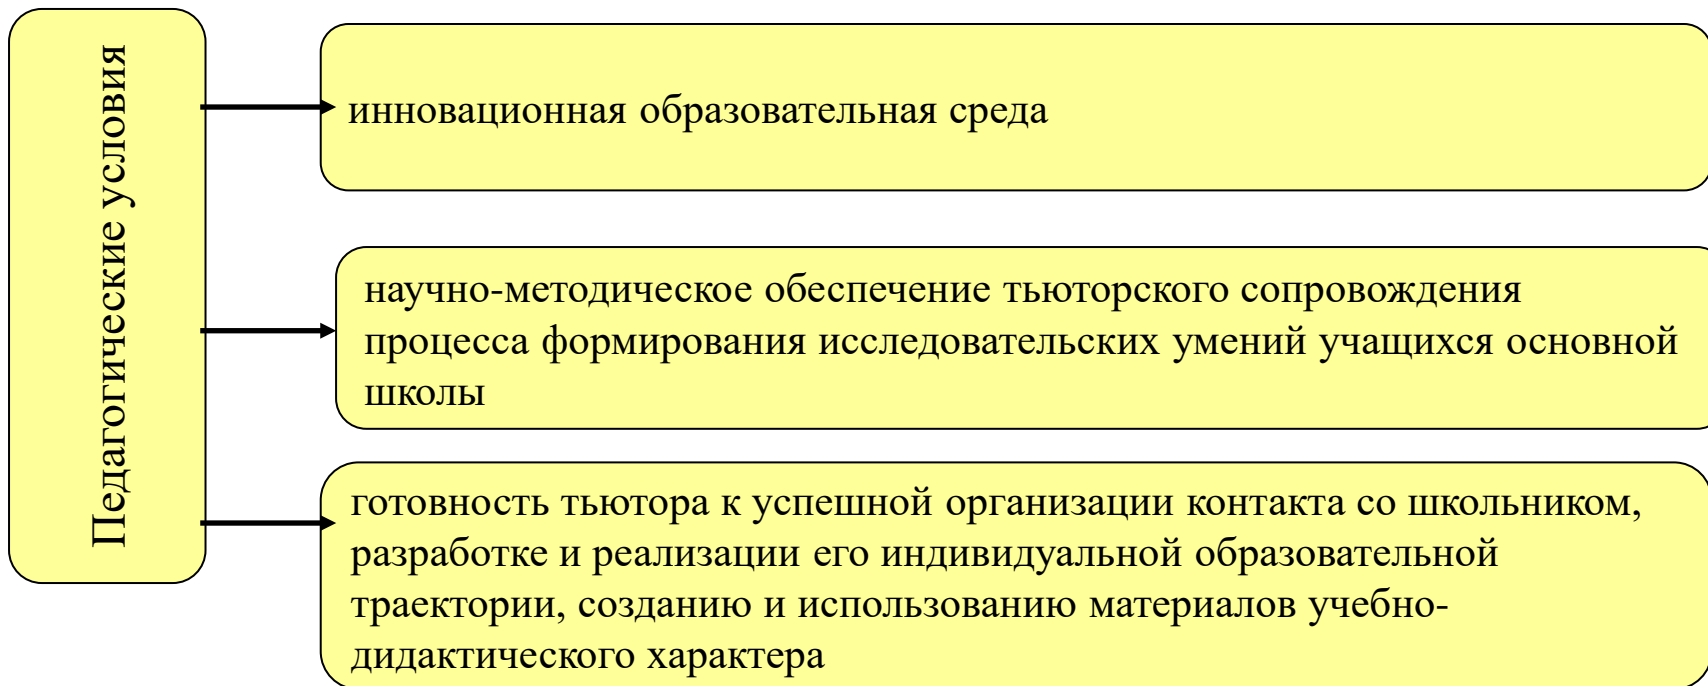 Педагогические условия
инновационная образовательная среда
научно-методическое обеспечение тьюторского сопровождения
процесса формирования исследовательских умений учащихся основной
школы
готовность тьютора к успешной организации контакта со школьником,
разработке и реализации его индивидуальной образовательной
траектории, созданию и использованию материалов учебно-
дидактического характера